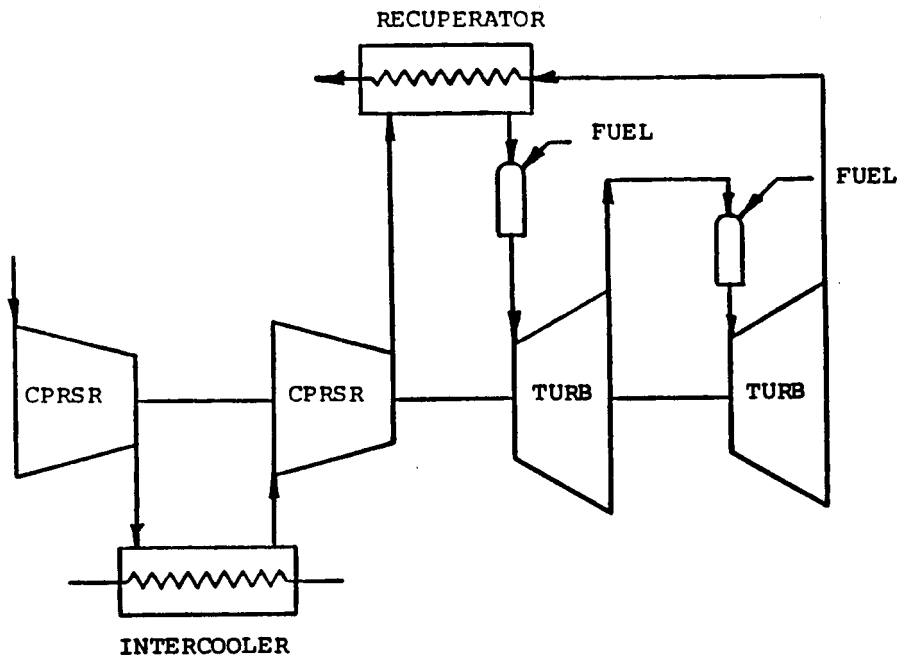 RECUPERATOR
FUEL
FUEL
CPRSR
CPRSR
TURB
TURB
INTERCOOLER